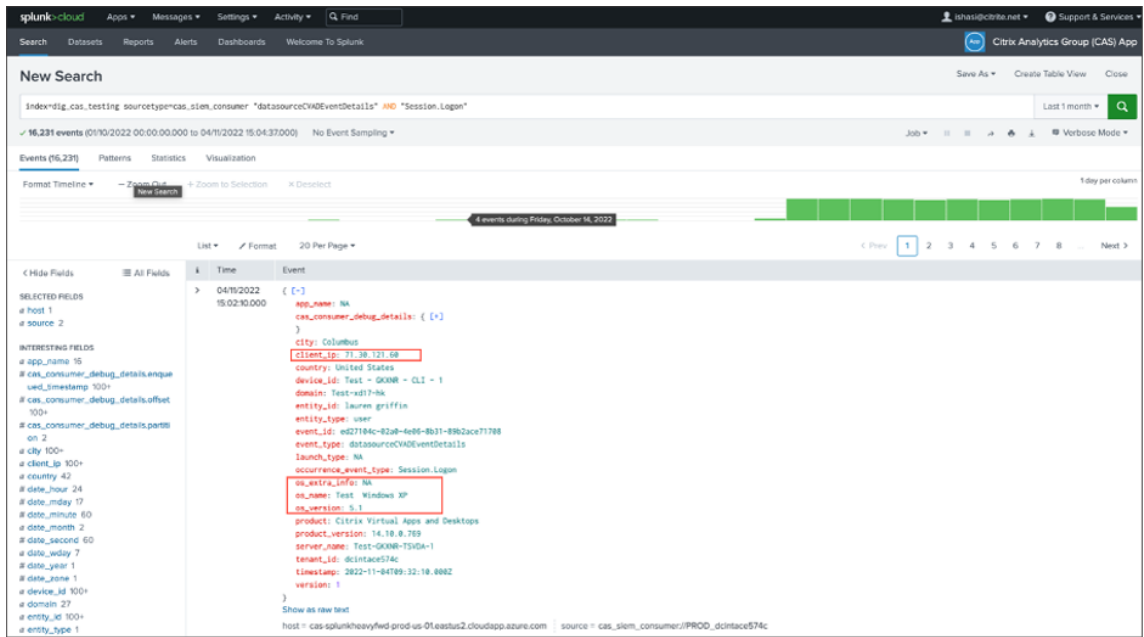 splunk>cloud Apps ▾ Messages ▾ Settings ▾ Activity ▾ Find ishasi@citrite.net ▾ Support & Services ▾
Search Datasets Reports Alerts Dashboards Welcome To Splunk App Citrix Analytics Group (CAS) App
New Search Save As ▾ Create Table View Close
index=dig_cas_testing sourcetype=cas_siem_consumer "datasourceCVADEventDetails" AND "Session.Logon" Last 1 month ▾
✓ 16,231 events (01/10/2022 00:00:00.000 to 04/11/2022 15:04:37.000) No Event Sampling ▾ Job ▾ Verbose Mode ▾
Events (16,231) Patterns Statistics Visualization
Format Timeline ▾ – Zoom Out + Zoom to Selection × Deselect 1 day per column
New Search
4 events during Friday, October 14, 2022
List ▾ Format 20 Per Page ▾ < Prev 1 2 3 4 5 6 7 8 ... Next >
< Hide Fields All Fields i Time Event
SELECTED FIELDS
a host 1
a source 2
INTERESTING FIELDS
a app_name 16
# cas_consumer_debug_details.enque
ued_timestamp 100+
# cas_consumer_debug_details.offset
100+
# cas_consumer_debug_details.partiti
on 2
a city 100+
a client_ip 100+
a country 42
# date_hour 24
# date_mday 17
# date_minute 60
a date_month 2
# date_second 60
a date_wday 7
# date_year 1
# date_zone 1
a device_id 100+
a domain 27
a entity_id 100+
a entity_type 1
> 04/11/2022
15:02:10.000
{ [-]
app_name: NA
cas_consumer_debug_details: { [+]
}
city: Columbus
client_ip: 71.30.121.60
country: United States
device_id: Test - GKXNR - CLI - 1
domain: Test-xd17-hk
entity_id: lauren griffin
entity_type: user
event_id: ed27104c-02a0-4e06-8b31-89b2ace71708
event_type: datasourceCVADEventDetails
launch_type: NA
occurrence_event_type: Session.Logon
os_extra_info: NA
os_name: Test Windows XP
os_version: 5.1
product: Citrix Virtual Apps and Desktops
product_version: 14.10.0.769
server_name: Test-GKXNR-TSVDA-1
tenant_id: dcintace574c
timestamp: 2022-11-04T09:32:10.000Z
version: 1
}
Show as raw text
host = cas-splunkheavyfwd-prod-us-01.eastus2.cloudapp.azure.com source = cas_siem_consumer://PROD_dcintace574c